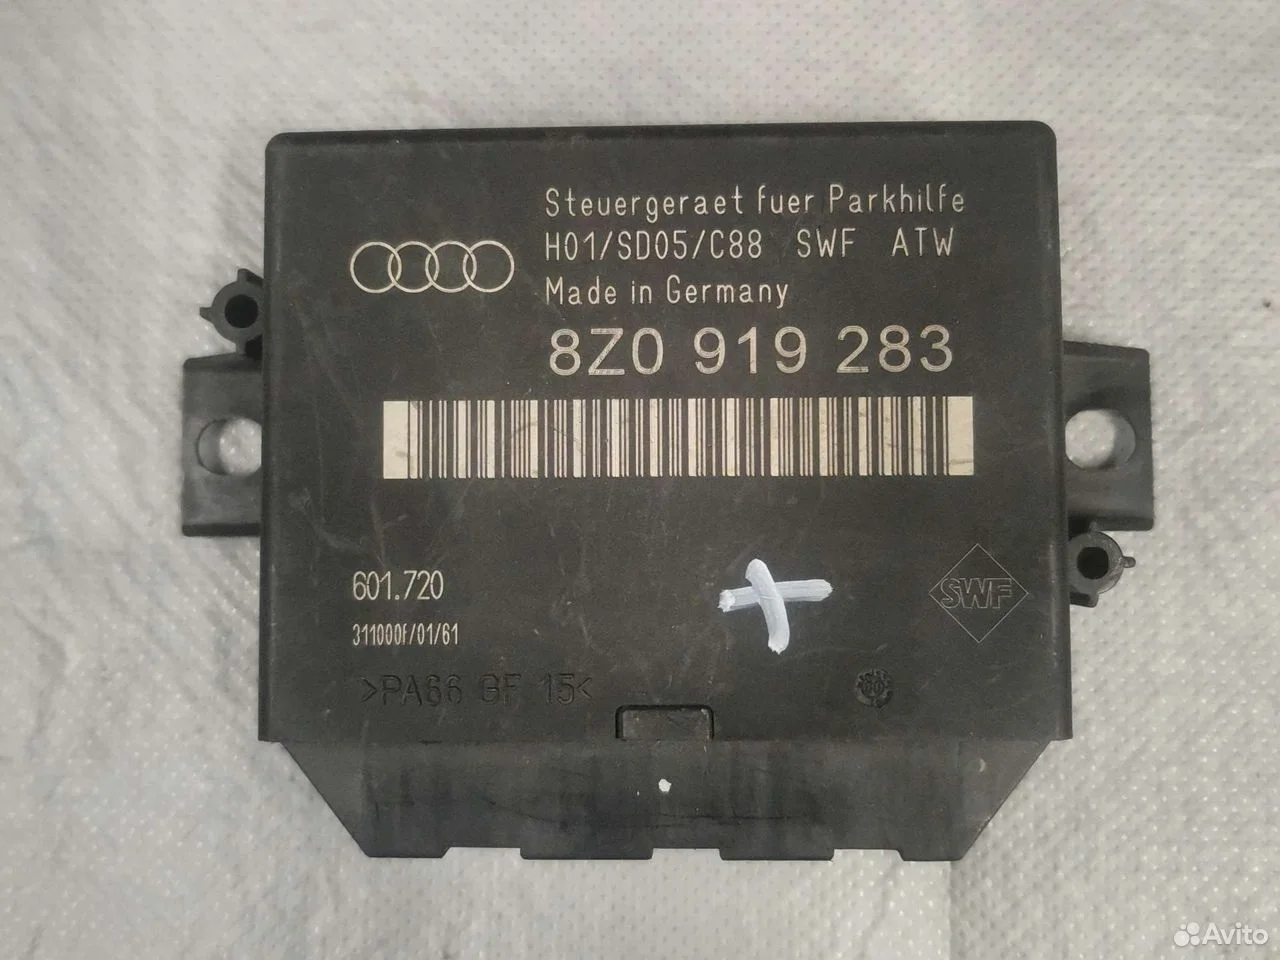 Steuergeraet fuer Parkhilfe
H01/SD05/C88 SWF ATW
Made in Germany
8Z0 919 283
601.720
311000f/01/61
SWF
>PA66 GF 15<
Avito